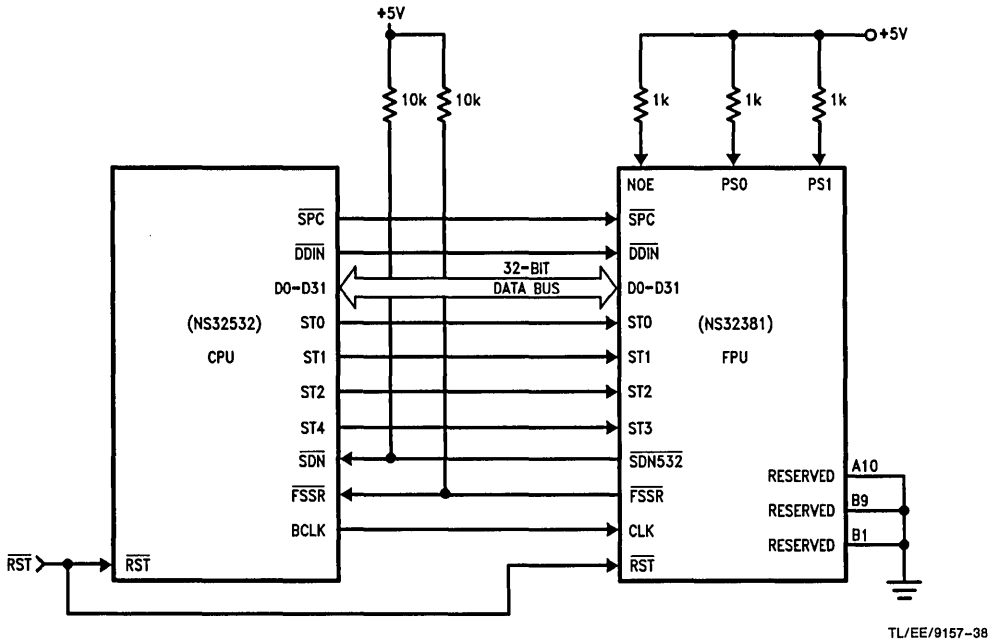 +5V
+5V
10k
10k
1k
1k
1k
NOE
PS0
PS1
SPC
SPC
DDIN
DDIN
32-BIT
D0-D31
DATA BUS
D0-D31
ST0
ST0
(NS32532)
(NS32381)
CPU
FPU
ST1
ST1
ST2
ST2
ST4
ST3
SDN
SDN532
RESERVED
A10
FSSR
FSSR
RESERVED
B9
BCLK
CLK
RESERVED
B1
RST
RST
RST
TL/EE/9157-38